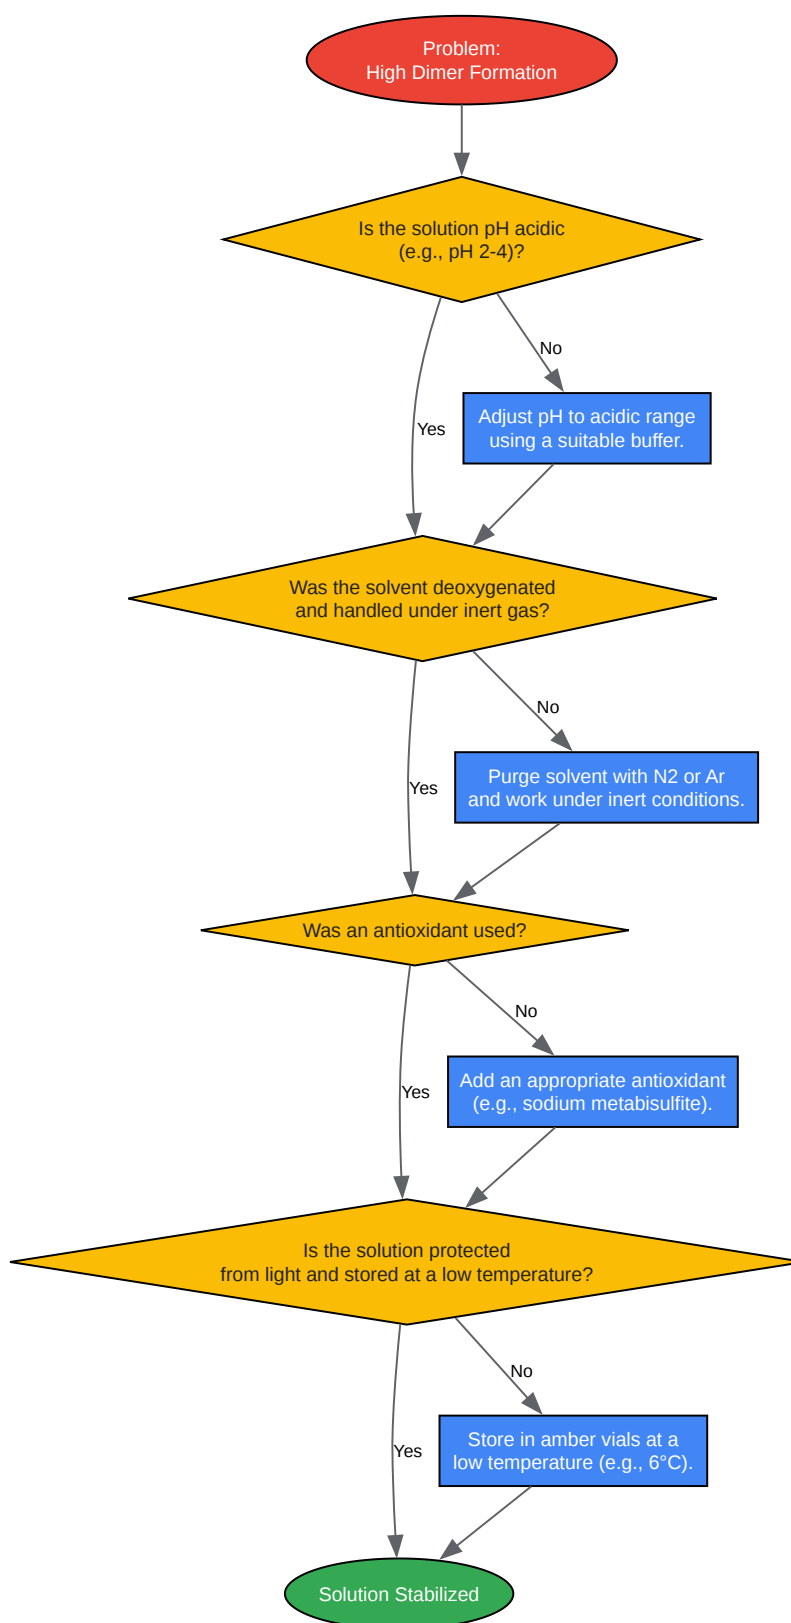 Problem:
High Dimer Formation
Is the solution pH acidic
(e.g., pH 2-4)?
No
Adjust pH to acidic range
using a suitable buffer.
Yes
Was the solvent deoxygenated
and handled under inert gas?
No
Purge solvent with N2 or Ar
and work under inert conditions.
Yes
Was an antioxidant used?
No
Add an appropriate antioxidant
(e.g., sodium metabisulfite).
Yes
Is the solution protected
from light and stored at a low temperature?
No
Store in amber vials at a
low temperature (e.g., 6°C).
Yes
Solution Stabilized